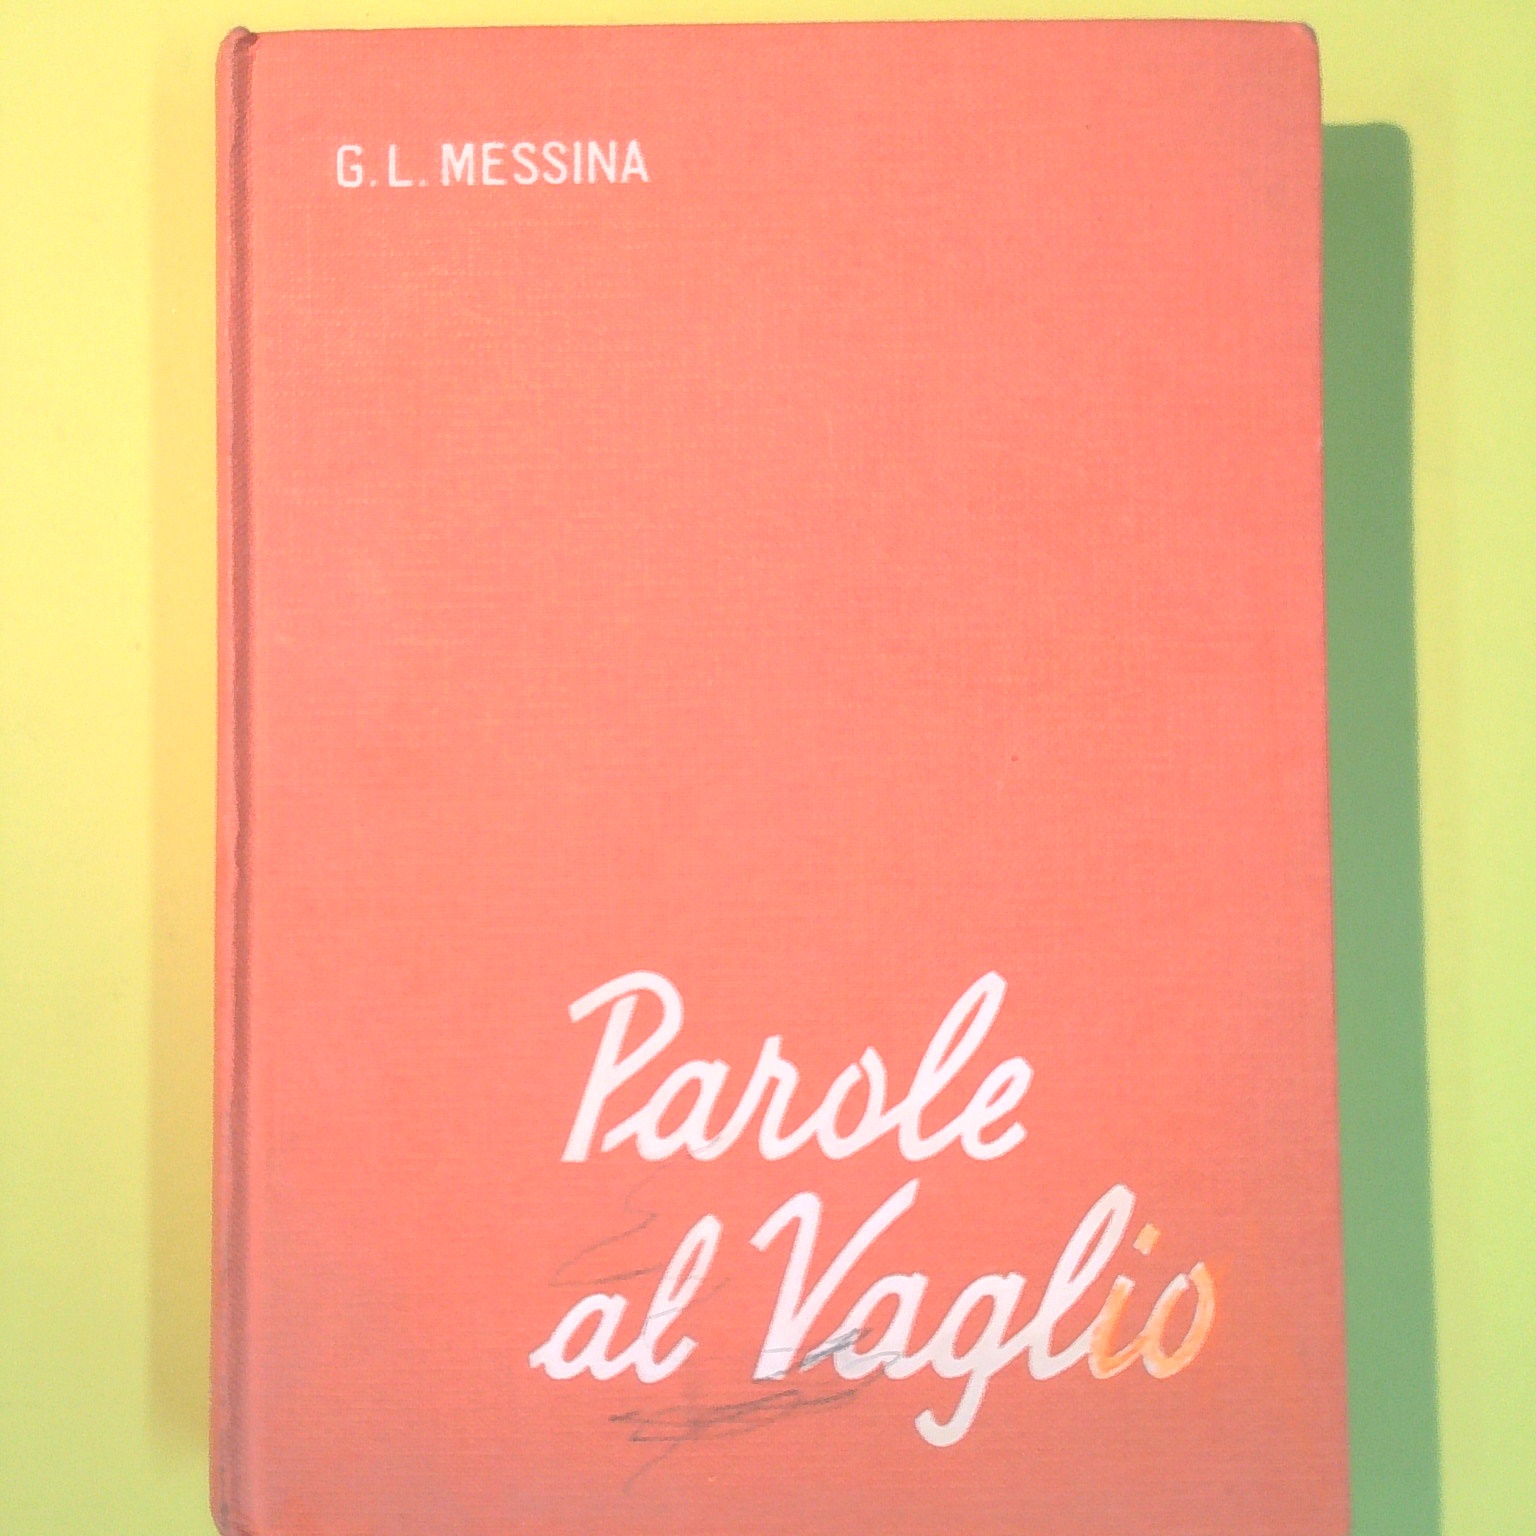 G. L. MESSINA
Parole
al Vaglio